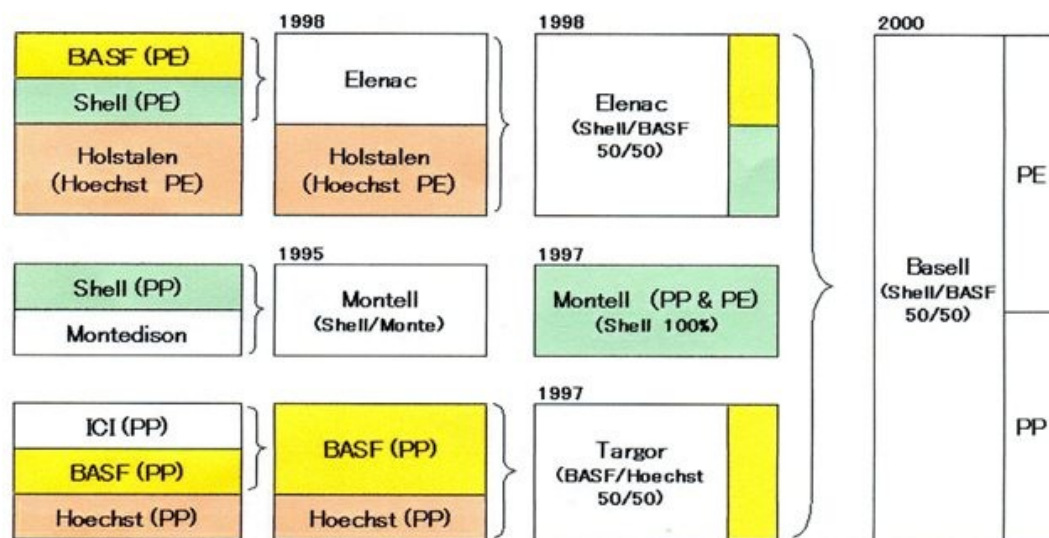 1998
1998
2000
BASF (PE)
Shell (PE)
Holstalen
(Hoechst PE)
Elenac
Holstalen
(Hoechst PE)
Elenac
(Shell/BASF
50/50)
1995
1997
Shell (PP)
Montedison
Montell
(Shell/Monte)
Montell (PP & PE)
(Shell 100%)
1997
ICI (PP)
BASF (PP)
Hoechst (PP)
BASF (PP)
Hoechst (PP)
Targor
(BASF/Hoechst
50/50)
Basell
(Shell/BASF
50/50)
PE
PP